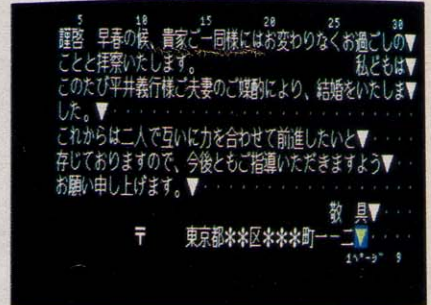 5 10 15 20 25 30
謹啓 早春の候、貴家ご一同様にはお変わりなくお過ごしの▼
ことと拝察いたします。 私どもは▼
このたび平井義行様ご夫妻のご媒酌により、結婚をいたしま▼
した。▼
これからは二人で互いに力を合わせて前進したいと▼
存じておりますので、今後ともご指導いただきますよう▼
お願い申し上げます。▼
敬 具▼
〒 東京都**区***町一ー二▼
1ページ 9